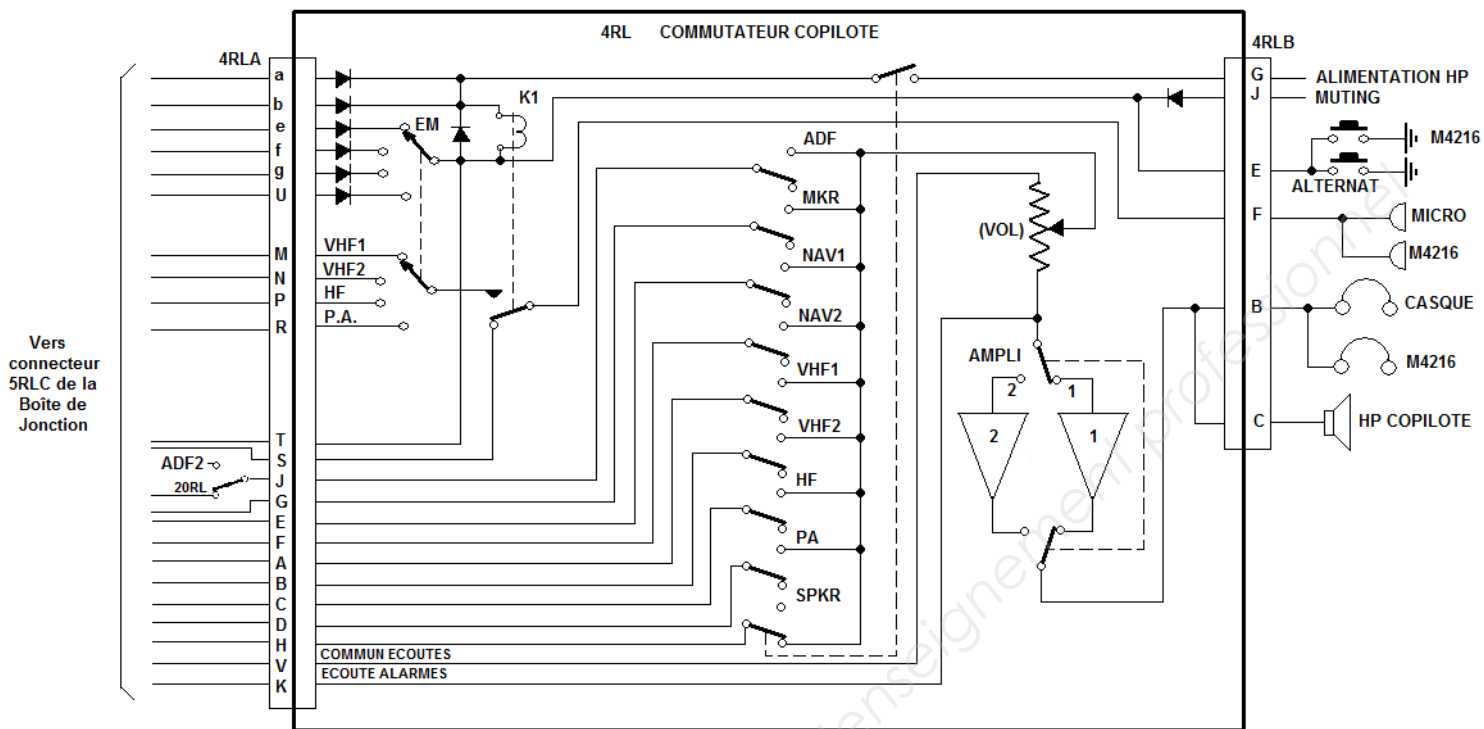 4RL COMMUTATEUR COPILOTE
4RLA
4RLB
a
b
e
f
g
U
M
N
P
R
T
S
J
G
E
F
A
B
C
D
H
V
K
EM
K1
VHF1
VHF2
HF
P.A.
Vers
connecteur
5RLC de la
Boîte de
Jonction
ADF2
20RL
ADF
MKR
NAV1
NAV2
VHF1
VHF2
HF
PA
SPKR
COMMUN ECOUTES
ECOUTE ALARMES
(VOL)
AMPLI
2
1
2
1
G
J
E
F
B
C
ALIMENTATION HP
MUTING
M4216
ALTERNAT
MICRO
M4216
CASQUE
M4216
HP COPILOTE
enseignement professionnel